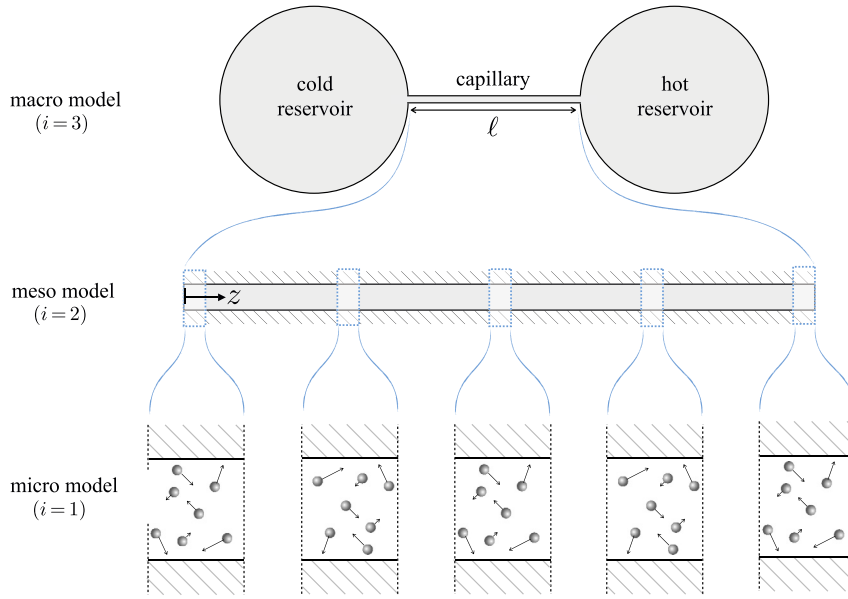 cold
reservoir
capillary
hot
reservoir
macro model
(i = 3)
ℓ
meso model
(i = 2)
z
micro model
(i = 1)